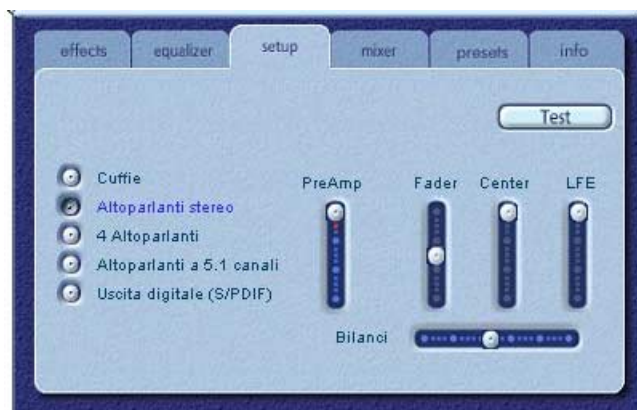 effects equalizer setup mixer presets info
Test
Cuffie
Altoparlanti stereo
4 Altoparlanti
Altoparlanti a 5.1 canali
Uscita digitale (S/PDIF)
PreAmp Fader Center LFE
Bilanci